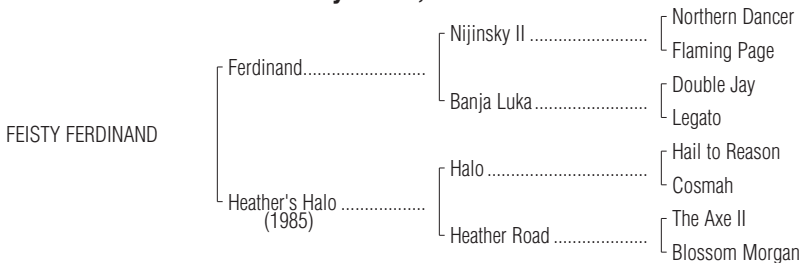 Northern Dancer
Nijinsky II ............................
Flaming Page
Ferdinand.............................
Double Jay
Banja Luka ...........................
Legato
FEISTY FERDINAND
Hail to Reason
Halo ......................................
Cosmah
Heather's Halo ....................
(1985)
The Axe II
Heather Road ......................
Blossom Morgan